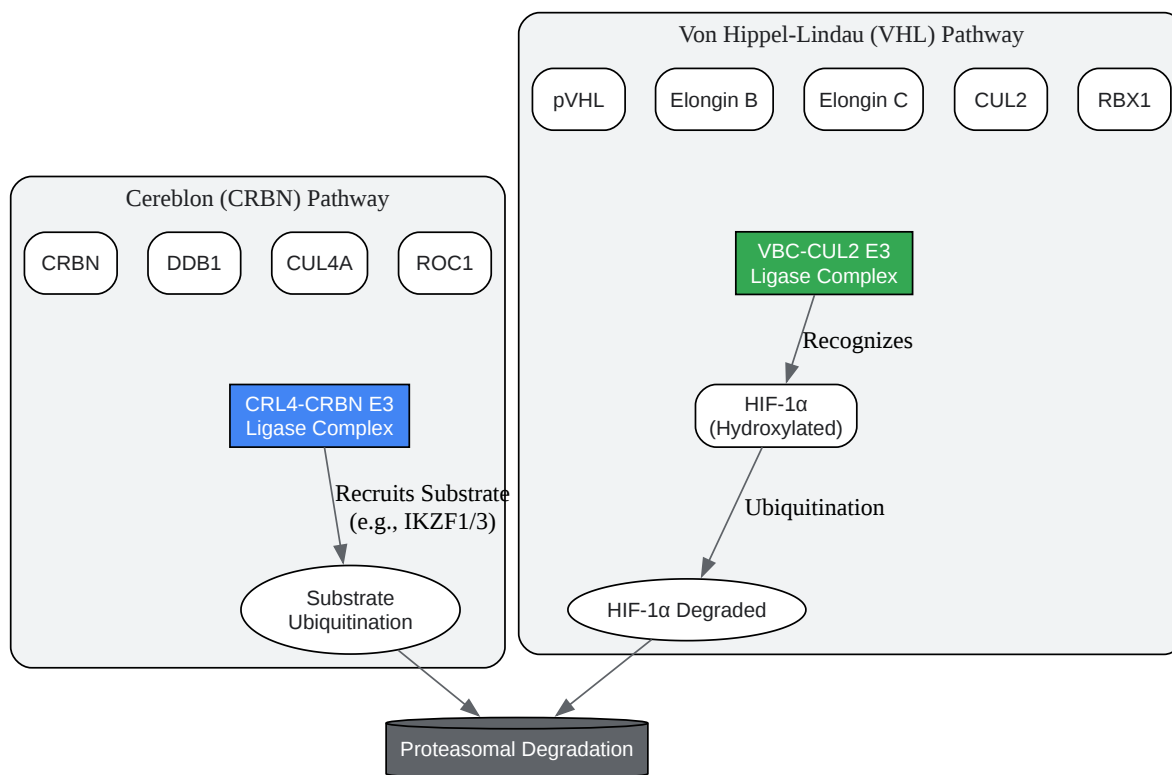 Von Hippel-Lindau (VHL) Pathway
pVHL
Elongin B
Elongin C
CUL2
RBX1
Cereblon (CRBN) Pathway
CRBN
DDB1
CUL4A
ROC1
VBC-CUL2 E3
Ligase Complex
Recognizes
CRL4-CRBN E3
Ligase Complex
HIF-1α
(Hydroxylated)
Recruits Substrate
(e.g., IKZF1/3)
Ubiquitination
Substrate
Ubiquitination
HIF-1α Degraded
Proteasomal Degradation